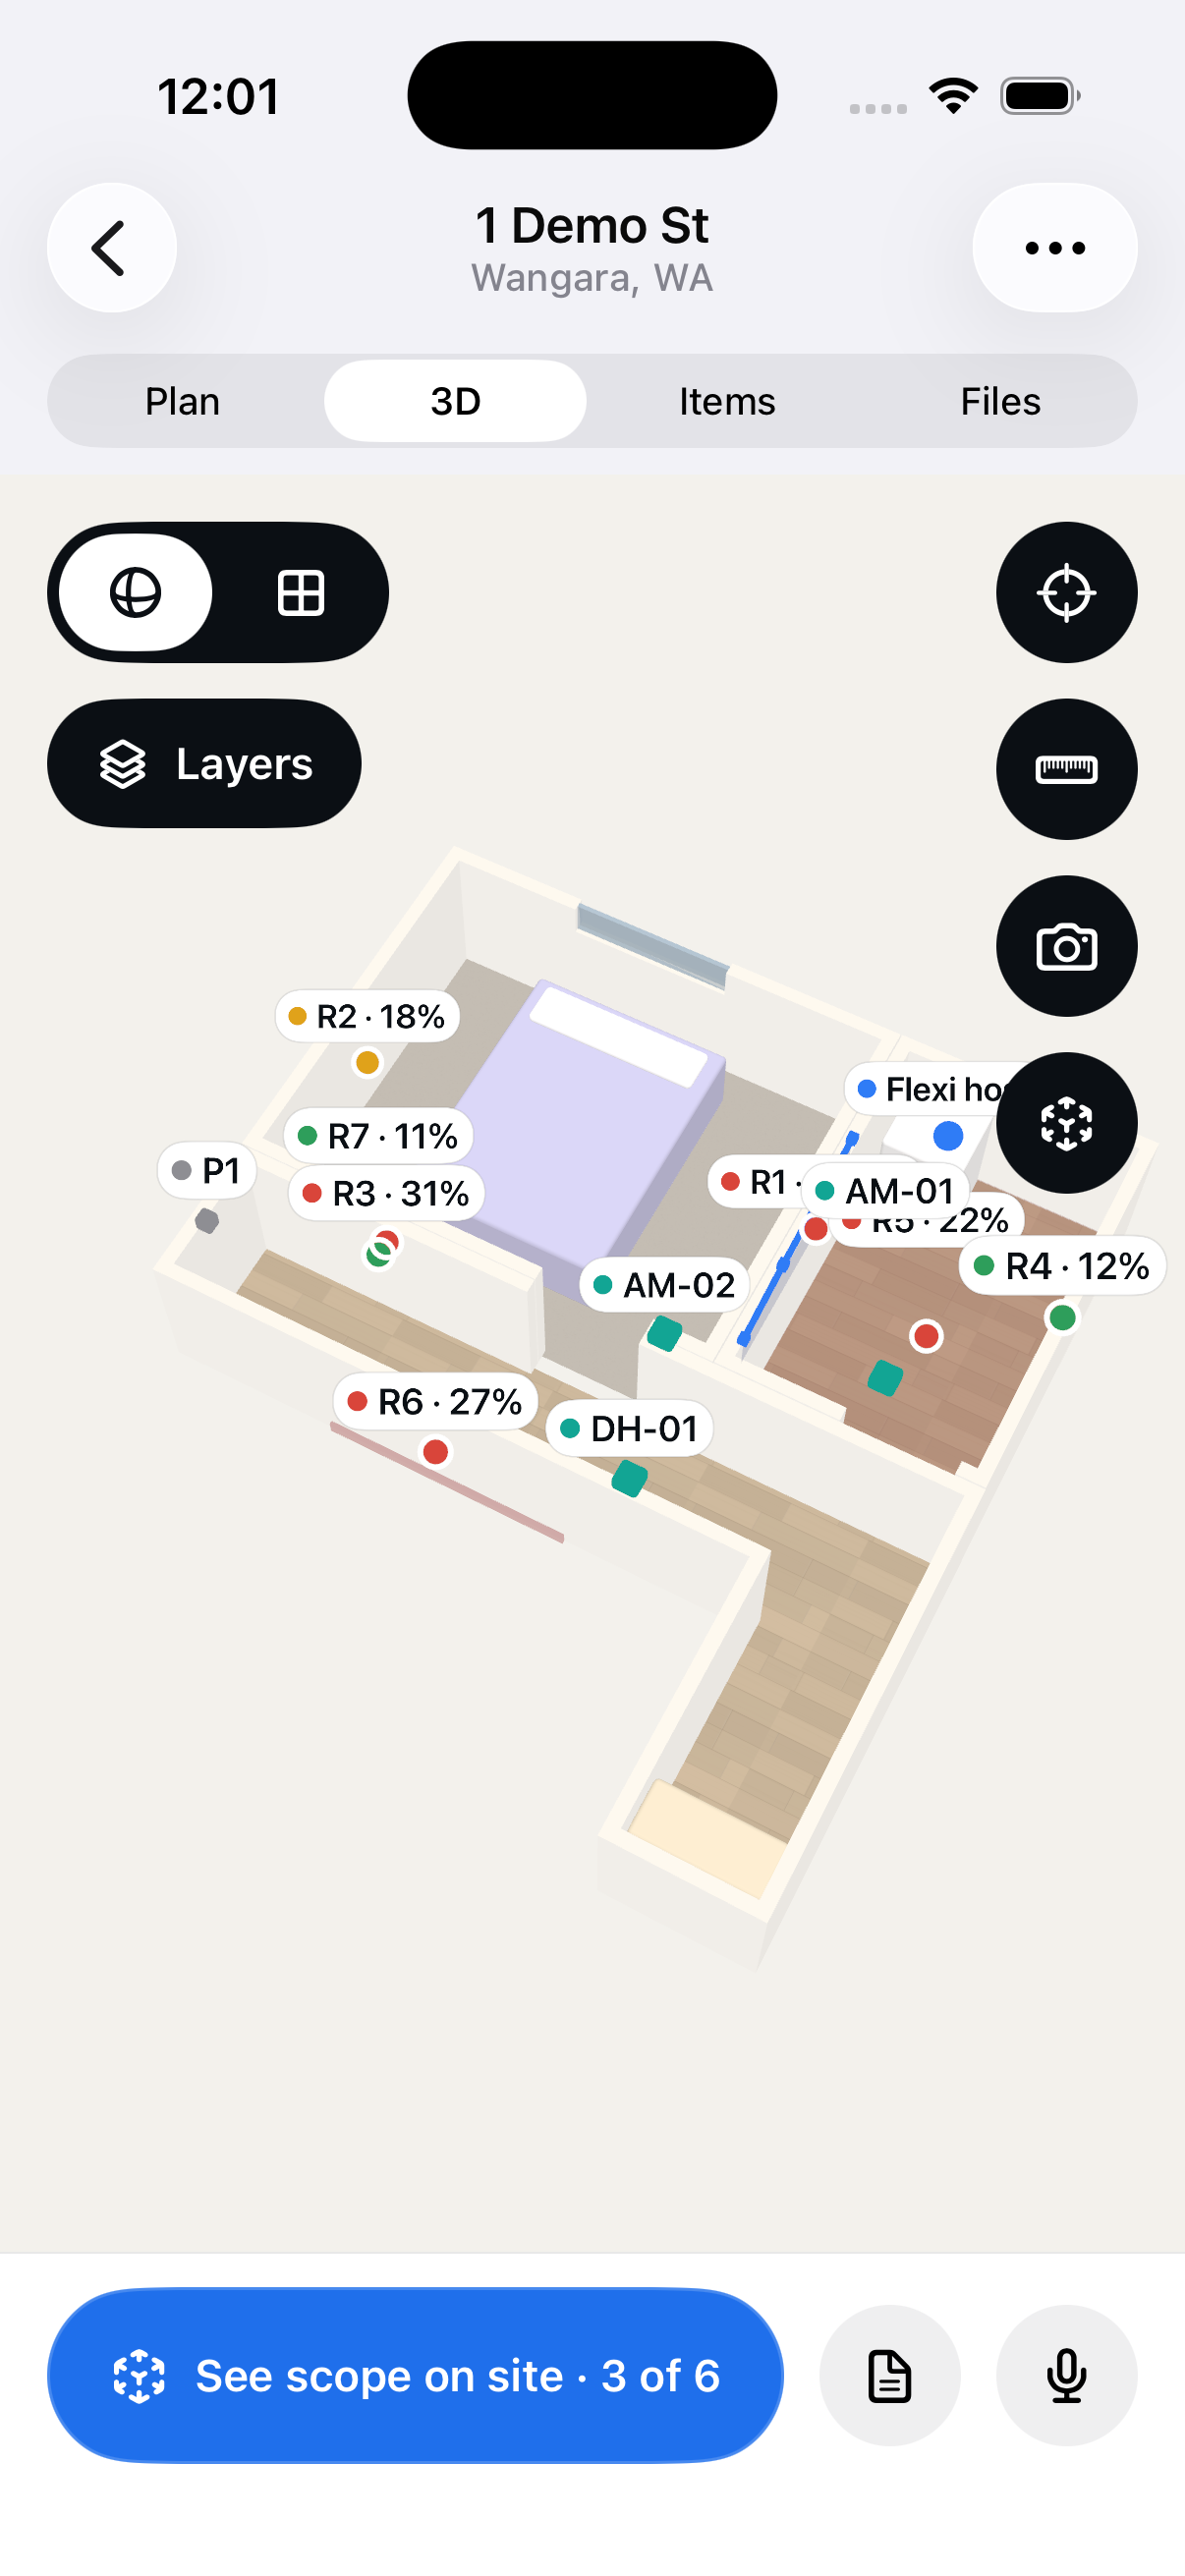 12:01
1 Demo St
Wangara, WA
Plan
3D
Items
Files
Layers
R2 · 18%
Flexi
R7 · 11%
P1
R3 · 31%
R1 ·
AM-01
R5 · 22%
R4 · 12%
AM-02
R6 · 27%
DH-01
See scope on site · 3 of 6